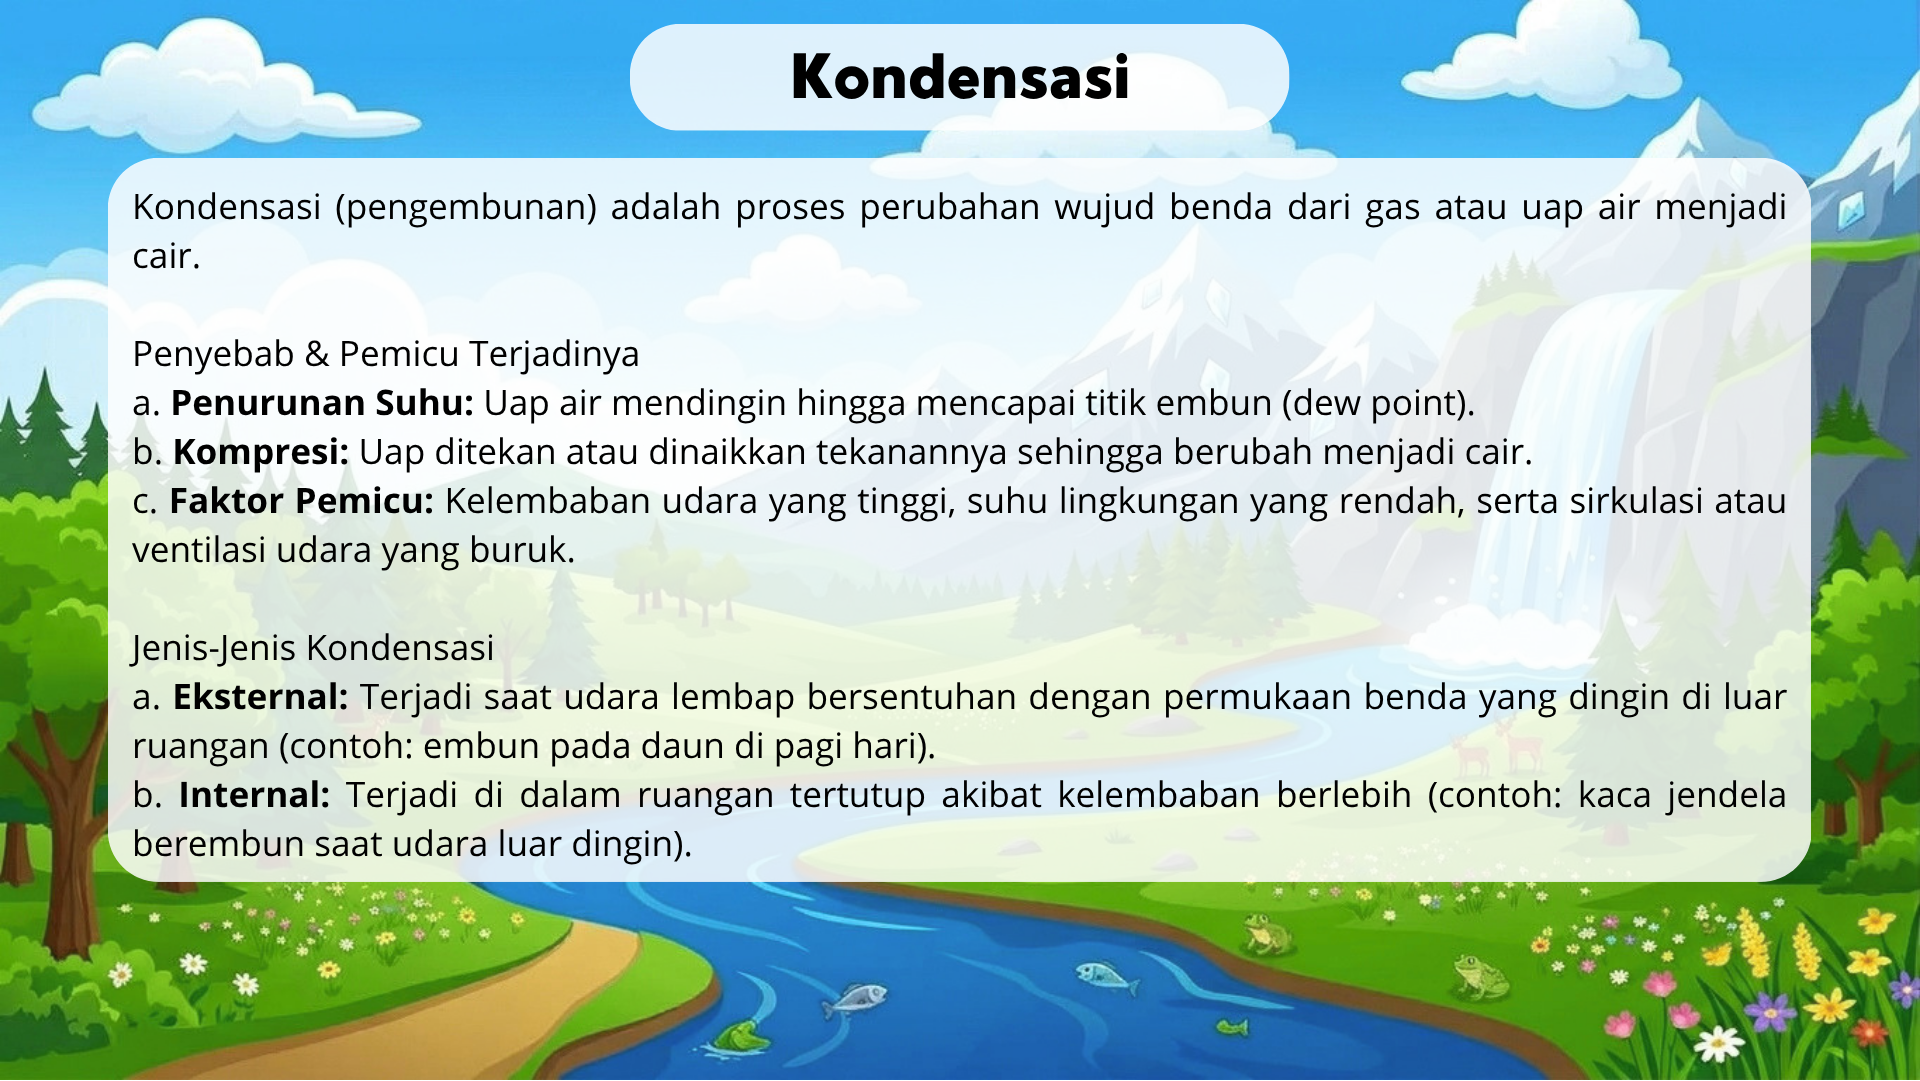 Kondensasi
Kondensasi (pengembunan) adalah proses perubahan wujud benda dari gas atau uap air menjadi
cair.
Penyebab & Pemicu Terjadinya
a. Penurunan Suhu: Uap air mendingin hingga mencapai titik embun (dew point).
b. Kompresi: Uap ditekan atau dinaikkan tekanannya sehingga berubah menjadi cair.
c. Faktor Pemicu: Kelembaban udara yang tinggi, suhu lingkungan yang rendah, serta sirkulasi atau
ventilasi udara yang buruk.
Jenis-Jenis Kondensasi
a. Eksternal: Terjadi saat udara lembap bersentuhan dengan permukaan benda yang dingin di luar
ruangan (contoh: embun pada daun di pagi hari).
b. Internal: Terjadi di dalam ruangan tertutup akibat kelembaban berlebih (contoh: kaca jendela
berembun saat udara luar dingin).